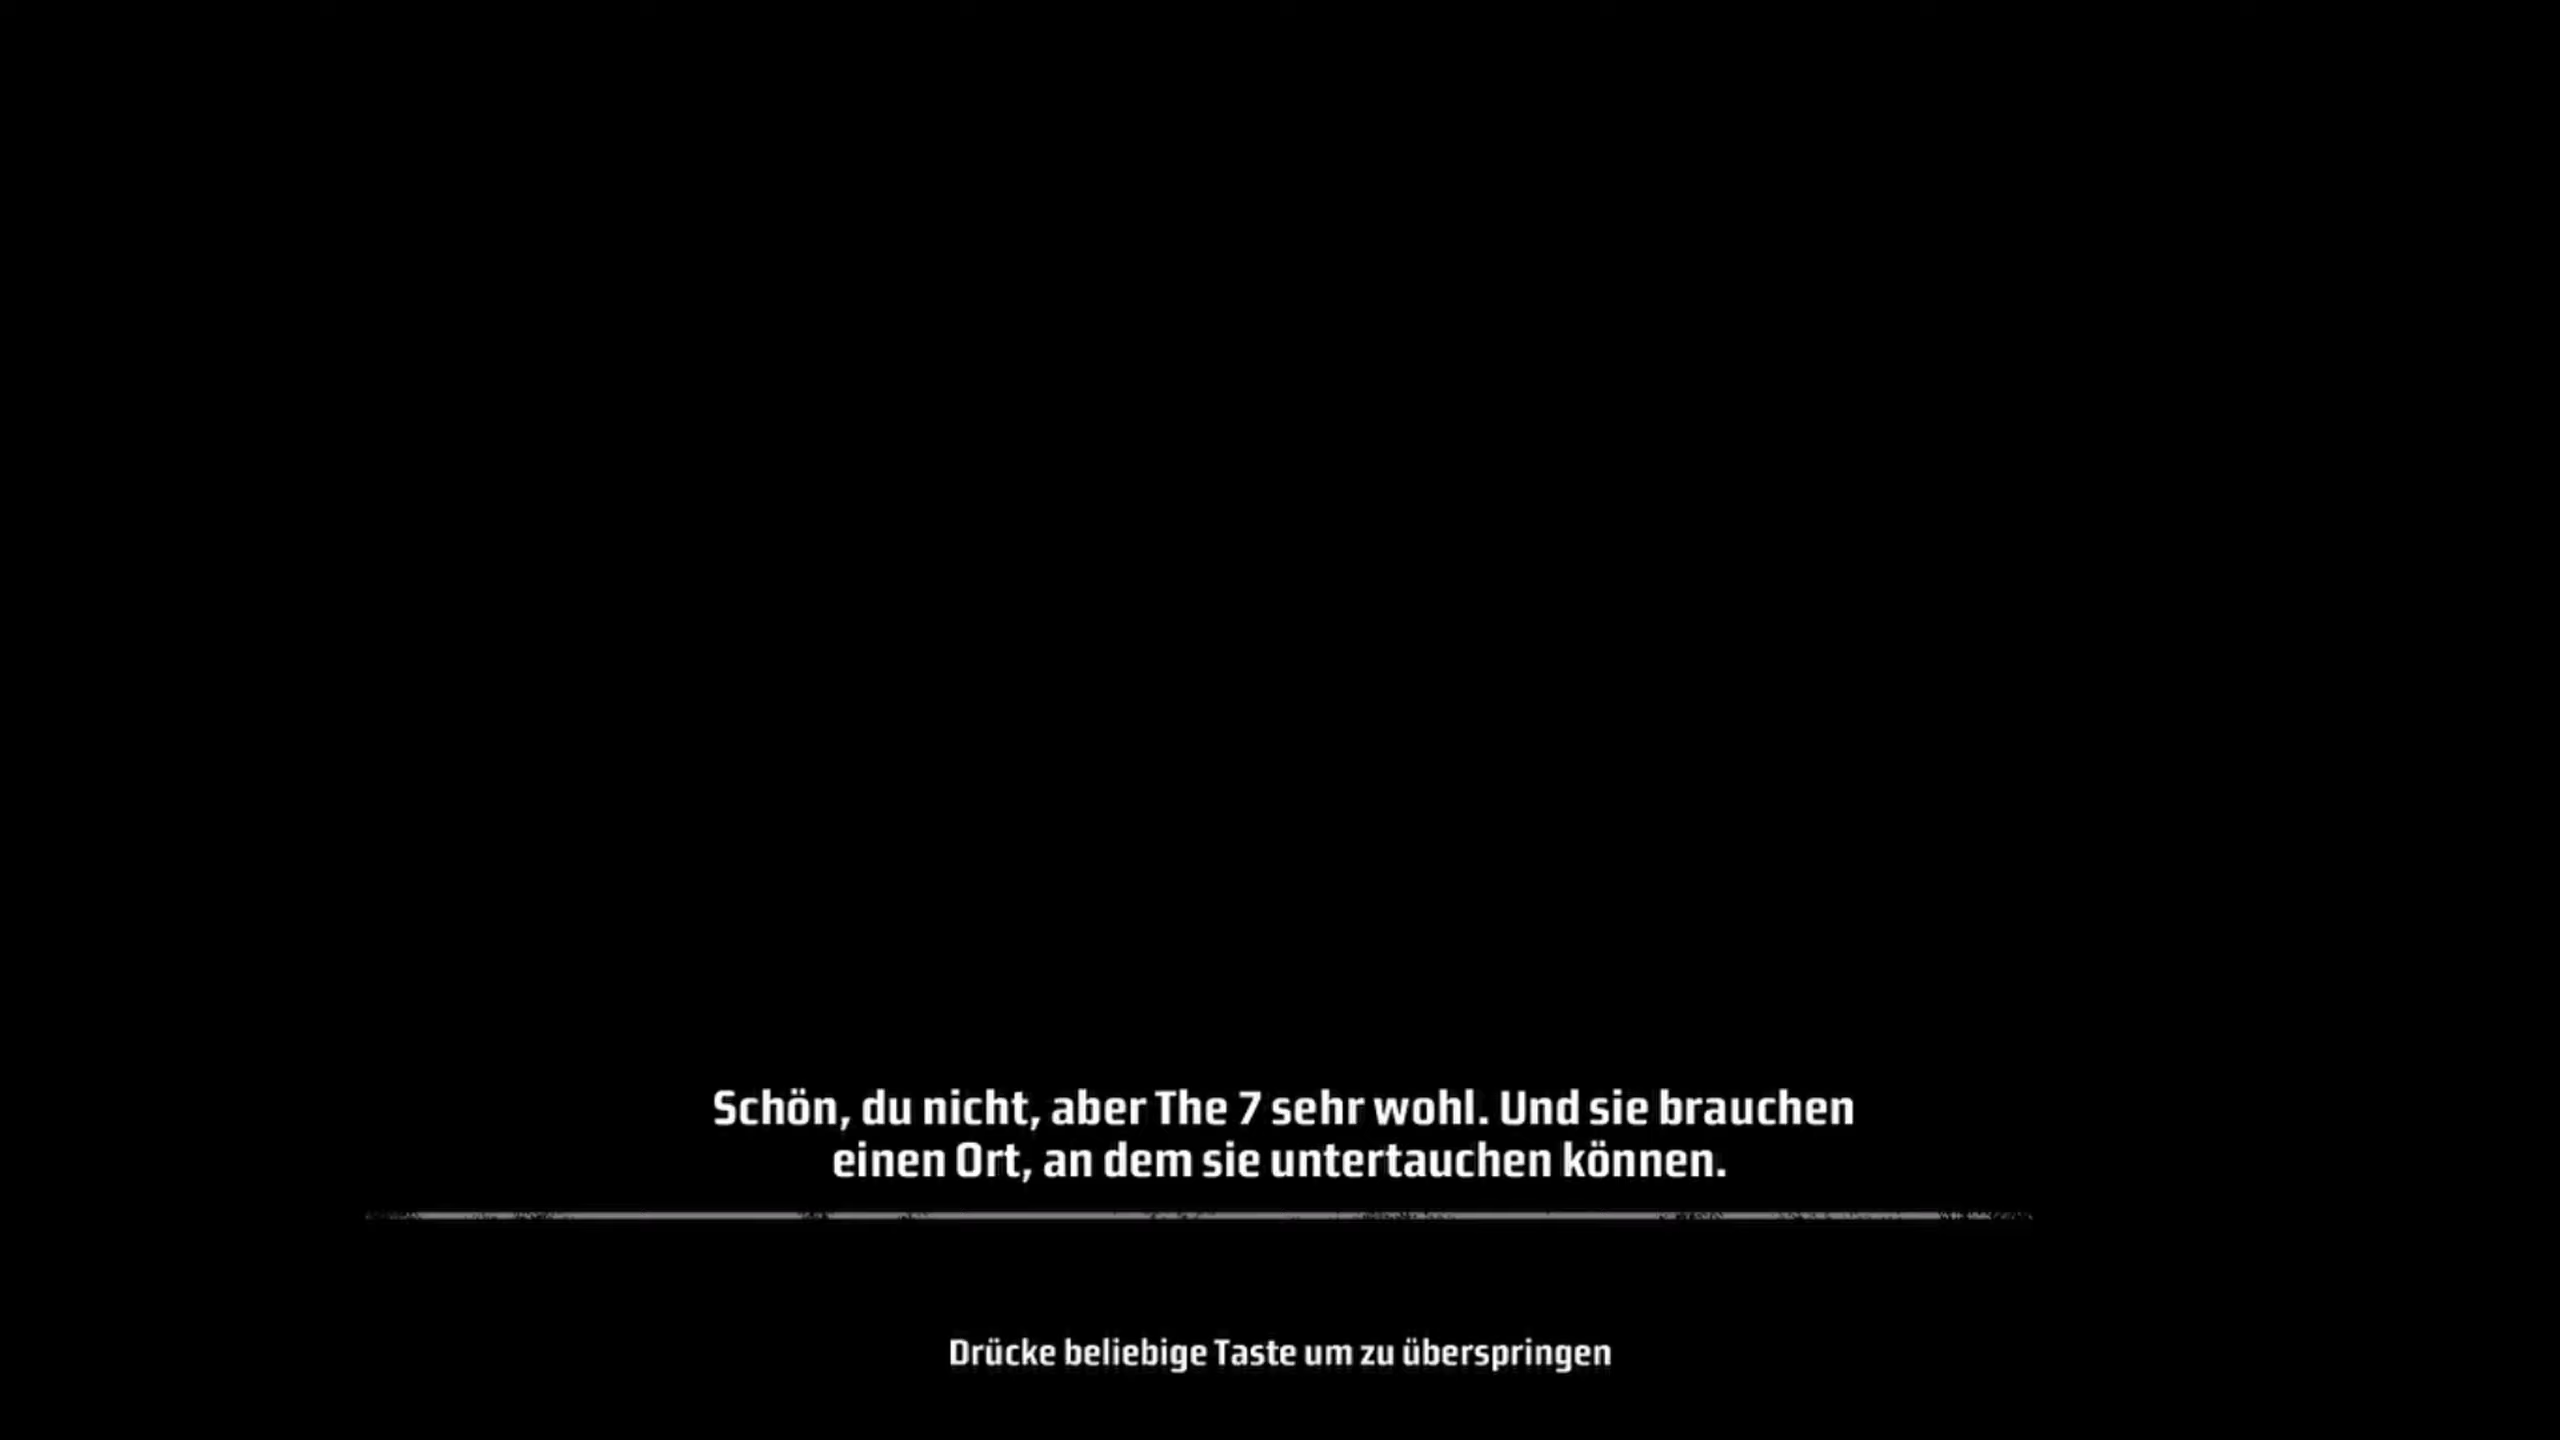 Schön, du nicht, aber The 7 sehr wohl. Und sie brauchen
einen Ort, an dem sie untertauchen können.
Drücke beliebige Taste um zu überspringen